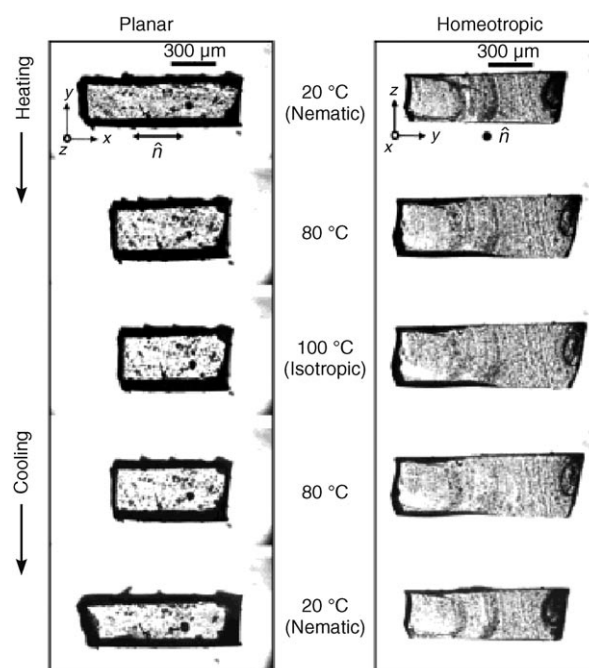 Planar
Homeotropic
300 µm
300 µm
Heating
20 °C
(Nematic)
y
z
x
n̂
z
x
y
n̂
80 °C
100 °C
(Isotropic)
Cooling
80 °C
20 °C
(Nematic)